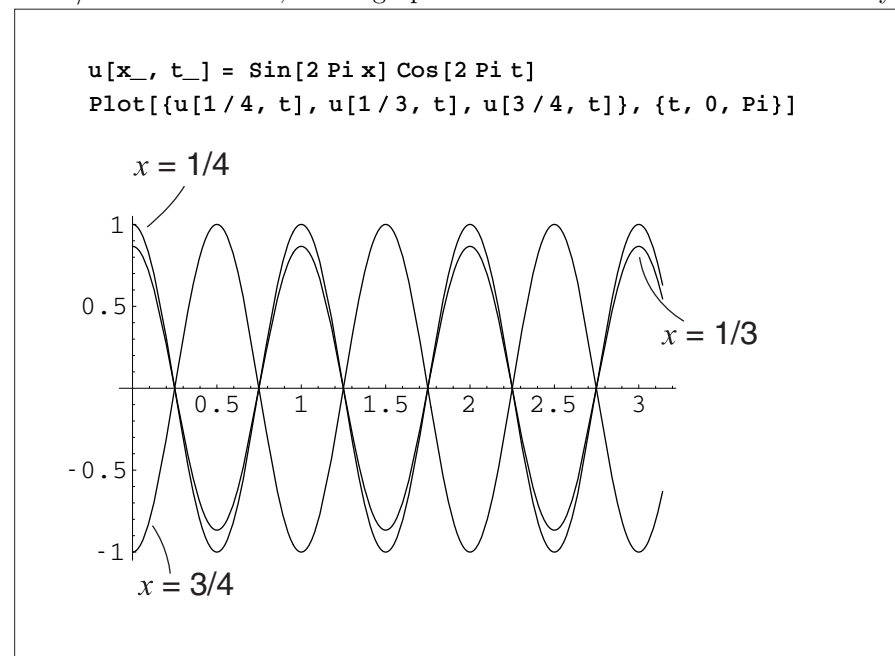 u[x_, t_] = Sin[2 Pi x] Cos[2 Pi t]
Plot[{u[1 / 4, t], u[1 / 3, t], u[3 / 4, t]}, {t, 0, Pi}]
x = 1/4
1
0.5
x = 1/3
0.5 1 1.5 2 2.5 3
-0.5
-1
x = 3/4